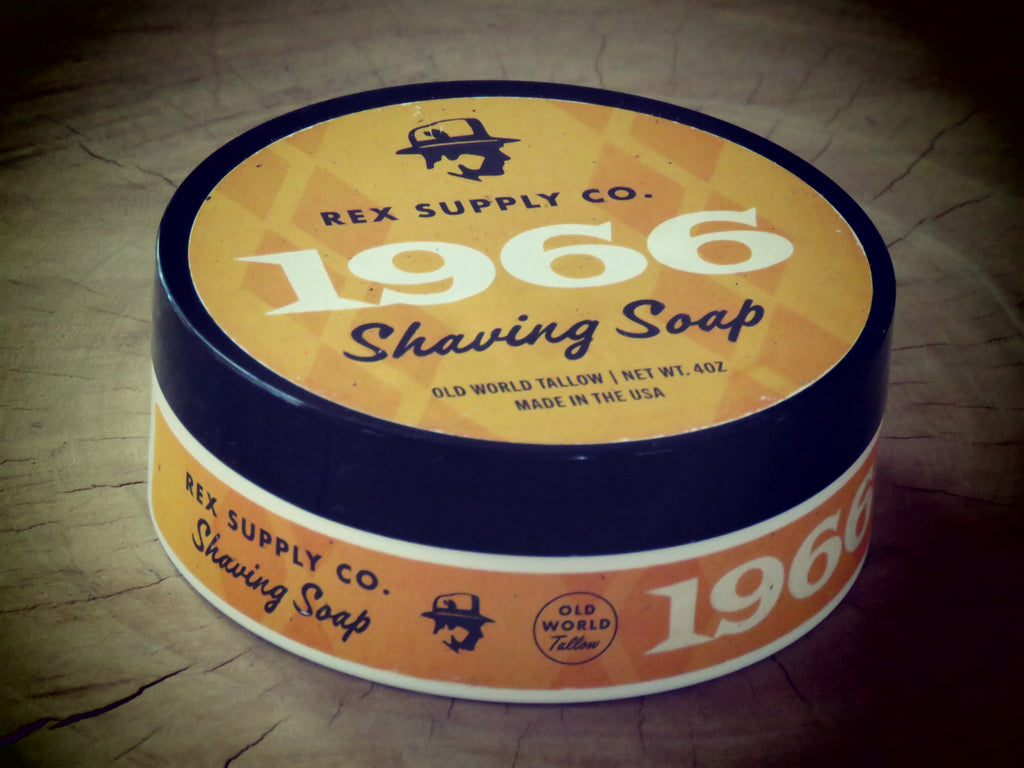 REX SUPPLY CO.
1966
Shaving Soap
OLD WORLD TALLOW | NET WT. 4OZ
MADE IN THE USA
REX SUPPLY CO.
Shaving Soap
OLD
WORLD
Tallow
1966